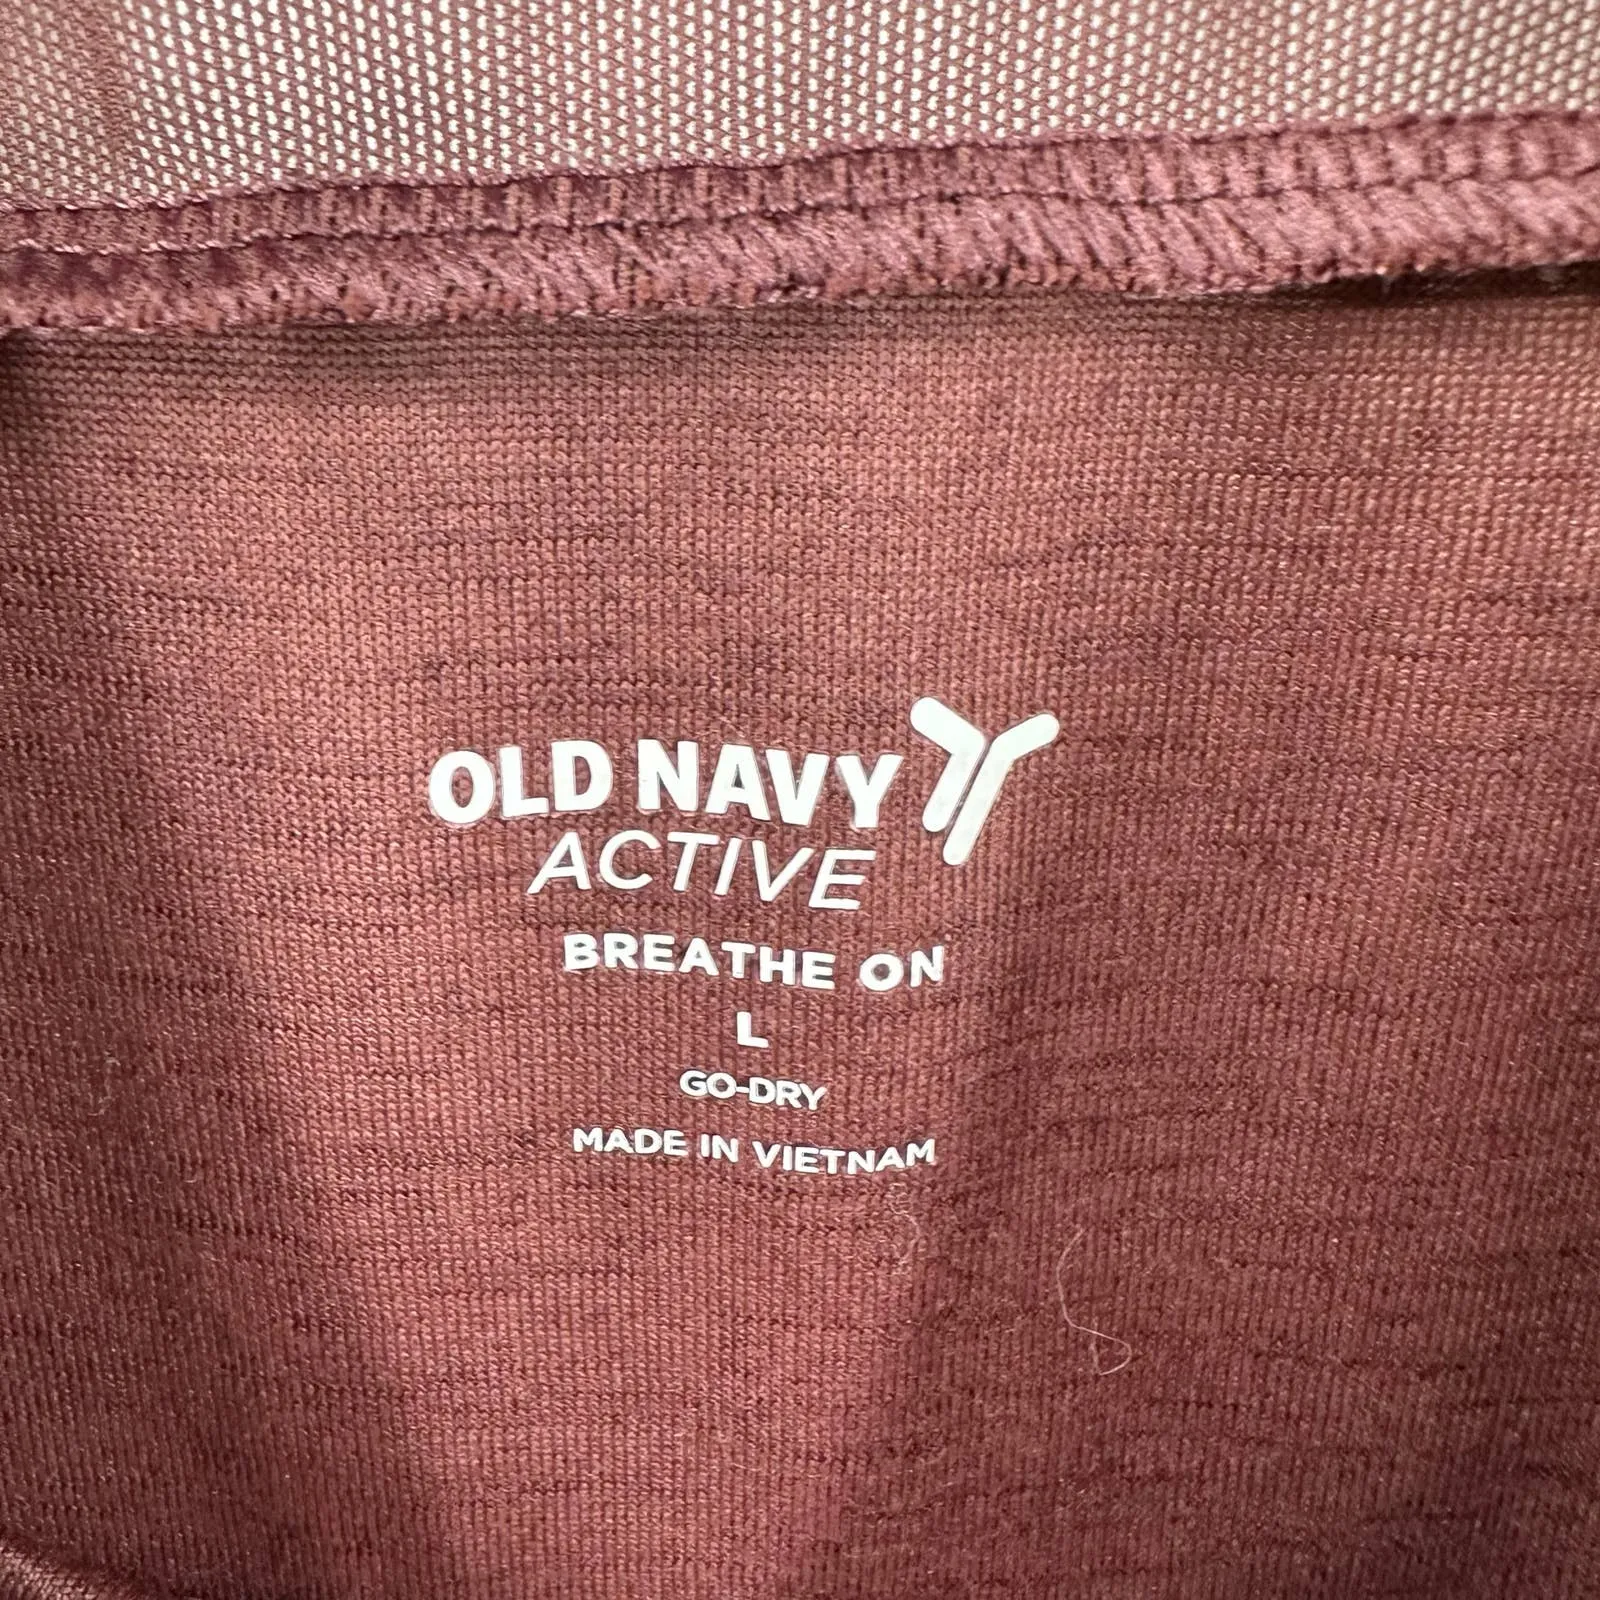 OLD NAVY
ACTIVE
BREATHE ON
L
GO-DRY
MADE IN VIETNAM